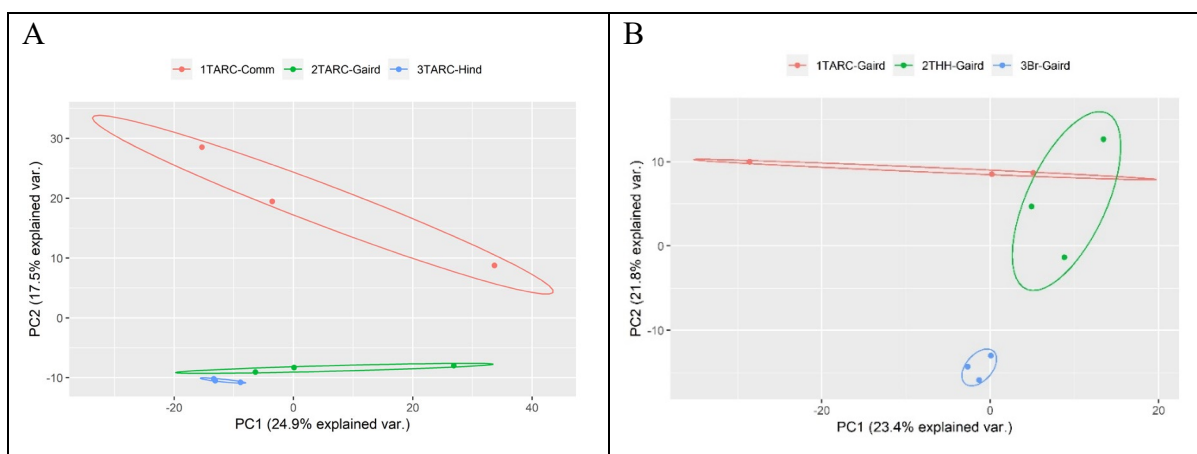 A
1TARC-Comm 2TARC-Gaird 3TARC-Hind
30
20
10
0
-10
PC2 (17.5% explained var.)
-20 0 20 40
PC1 (24.9% explained var.)
B
1TARC-Gaird 2THH-Gaird 3Br-Gaird
10
0
-10
PC2 (21.8% explained var.)
-20 0 20
PC1 (23.4% explained var.)